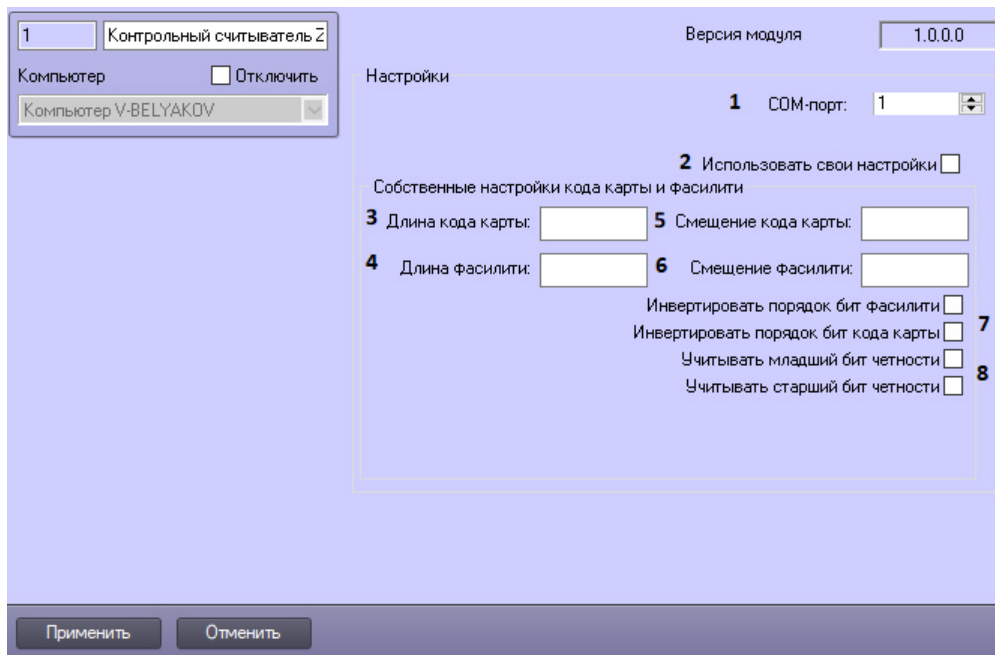 1 Контрольный считыватель Z
Версия модуля 1.0.0.0
Компьютер Отключить
Компьютер V-BELYAKOV
Настройки
1 COM-порт: 1
2 Использовать свои настройки
Собственные настройки кода карты и фасилити
3 Длина кода карты: 5 Смещение кода карты:
4 Длина фасилити: 6 Смещение фасилити:
Инвертировать порядок бит фасилити
7
Инвертировать порядок бит кода карты
Учитывать младший бит четности
8
Учитывать старший бит четности
Применить Отменить